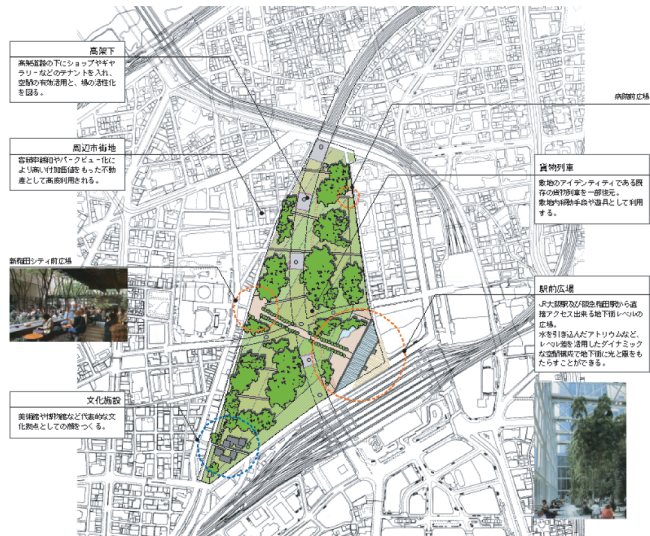 高架下
高架道路の下にショップやギャ
ラリーなどのテナントを入れ、
空間の有効活用と、場の活性化
を図る。
病院前広場
周辺市街地
容積率緩和やパークビュー化に
より高い付加価値をもった不動
産として高度利用される。
貨物列車
敷地のアイデンティティである既
存の貨物列車を一部復元。
敷地内移動手段や遊具として利用
する。
新梅田シティ前広場
駅前広場
JR大阪駅及び阪急梅田駅から直
接アクセス出来る地下街レベルの
広場。
水を引き込んだアトリウムなど、
レベル差を活用したダイナミック
な空間構成で地下街に光と緑をも
たらすことができる。
文化施設
美術館や博物館など代表的な文
化拠点としての顔をつくる。